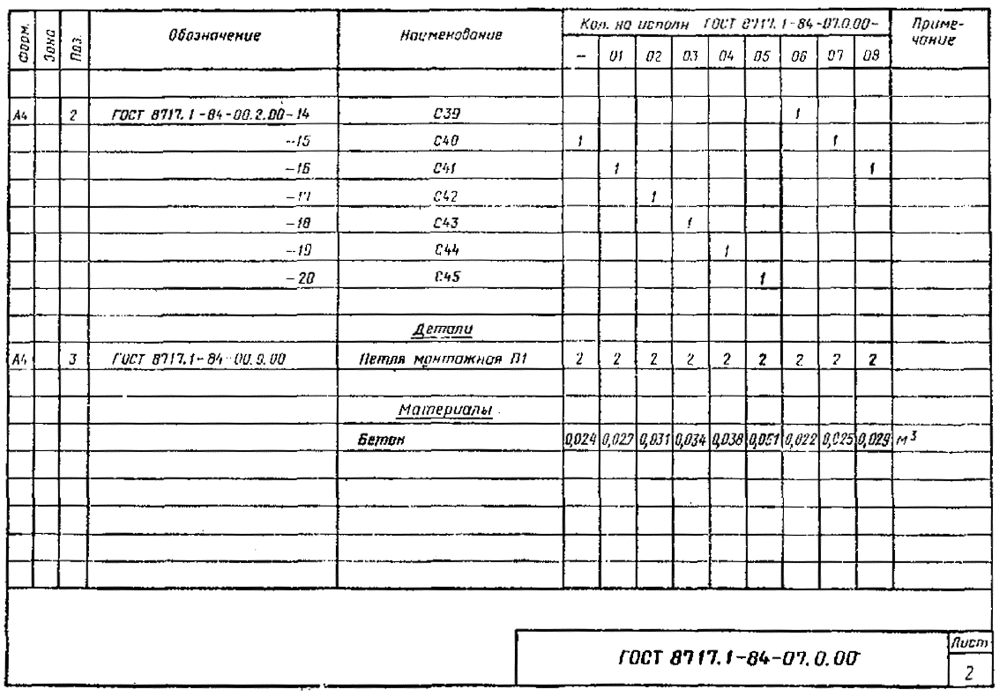 Форм. Зона Поз. Обозначение Наименование Кол. на исполн. ГОСТ 8717.1-84-07.0.00- Приме-
чание
- 01 02 03 04 05 06 07 08
А4 2 ГОСТ 8717.1-84-00.2.00-14 С39 1
-15 С40 1 1
-16 С41 1 1
-17 С42 1
-18 С43 1
-19 С44 1
-20 С45 1
Детали
А4 3 ГОСТ 8717.1-84-00.9.00 Петля монтажная П1 2 2 2 2 2 2 2 2 2
Материалы
Бетон 0,024 0,027 0,031 0,034 0,038 0,022 0,025 0,029 м³
ГОСТ 8717.1-84-07.0.00
Лист
2